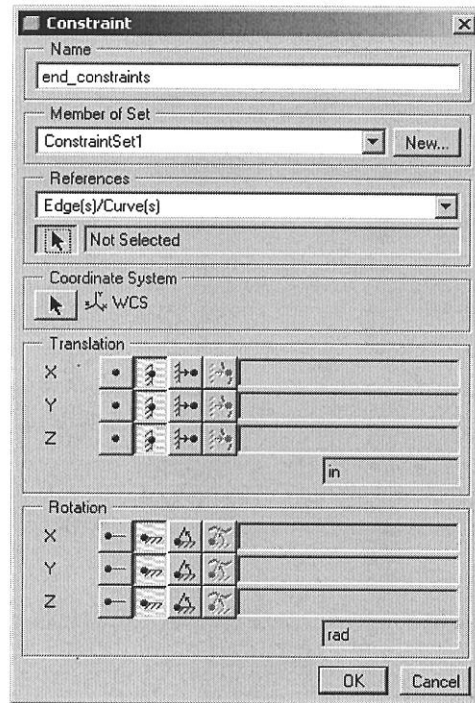 Constraint
Name
end_constraints
Member of Set
ConstraintSet1
New...
References
Edge(s)/Curve(s)
Not Selected
Coordinate System
WCS
Translation
X
Y
Z
in
Rotation
X
Y
Z
rad
OK Cancel